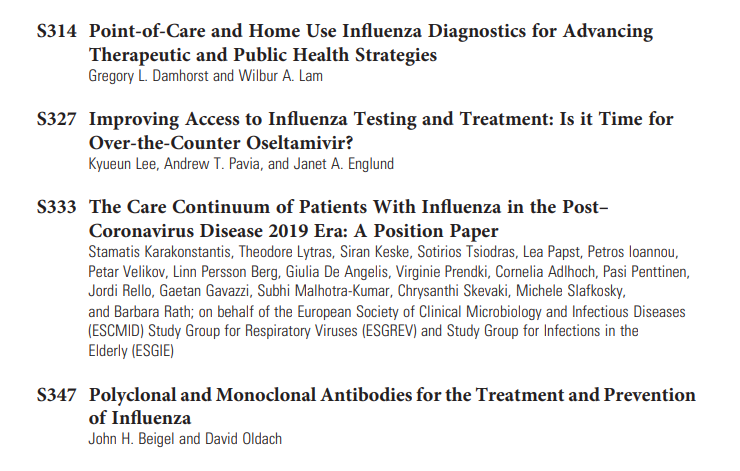 S314 Point-of-Care and Home Use Influenza Diagnostics for Advancing
Therapeutic and Public Health Strategies
Gregory L. Damhorst and Wilbur A. Lam
S327 Improving Access to Influenza Testing and Treatment: Is it Time for
Over-the-Counter Oseltamivir?
Kyueun Lee, Andrew T. Pavia, and Janet A. Englund
S333 The Care Continuum of Patients With Influenza in the Post–
Coronavirus Disease 2019 Era: A Position Paper
Stamatis Karakonstantis, Theodore Lytras, Siran Keske, Sotirios Tsiodras, Lea Papst, Petros Ioannou,
Petar Velikov, Linn Persson Berg, Giulia De Angelis, Virginie Prendki, Cornelia Adlhoch, Pasi Penttinen,
Jordi Rello, Gaetan Gavazzi, Subhi Malhotra-Kumar, Chrysanthi Skevaki, Michele Slafkosky,
and Barbara Rath; on behalf of the European Society of Clinical Microbiology and Infectious Diseases
(ESCMID) Study Group for Respiratory Viruses (ESGREV) and Study Group for Infections in the
Elderly (ESGIE)
S347 Polyclonal and Monoclonal Antibodies for the Treatment and Prevention
of Influenza
John H. Beigel and David Oldach